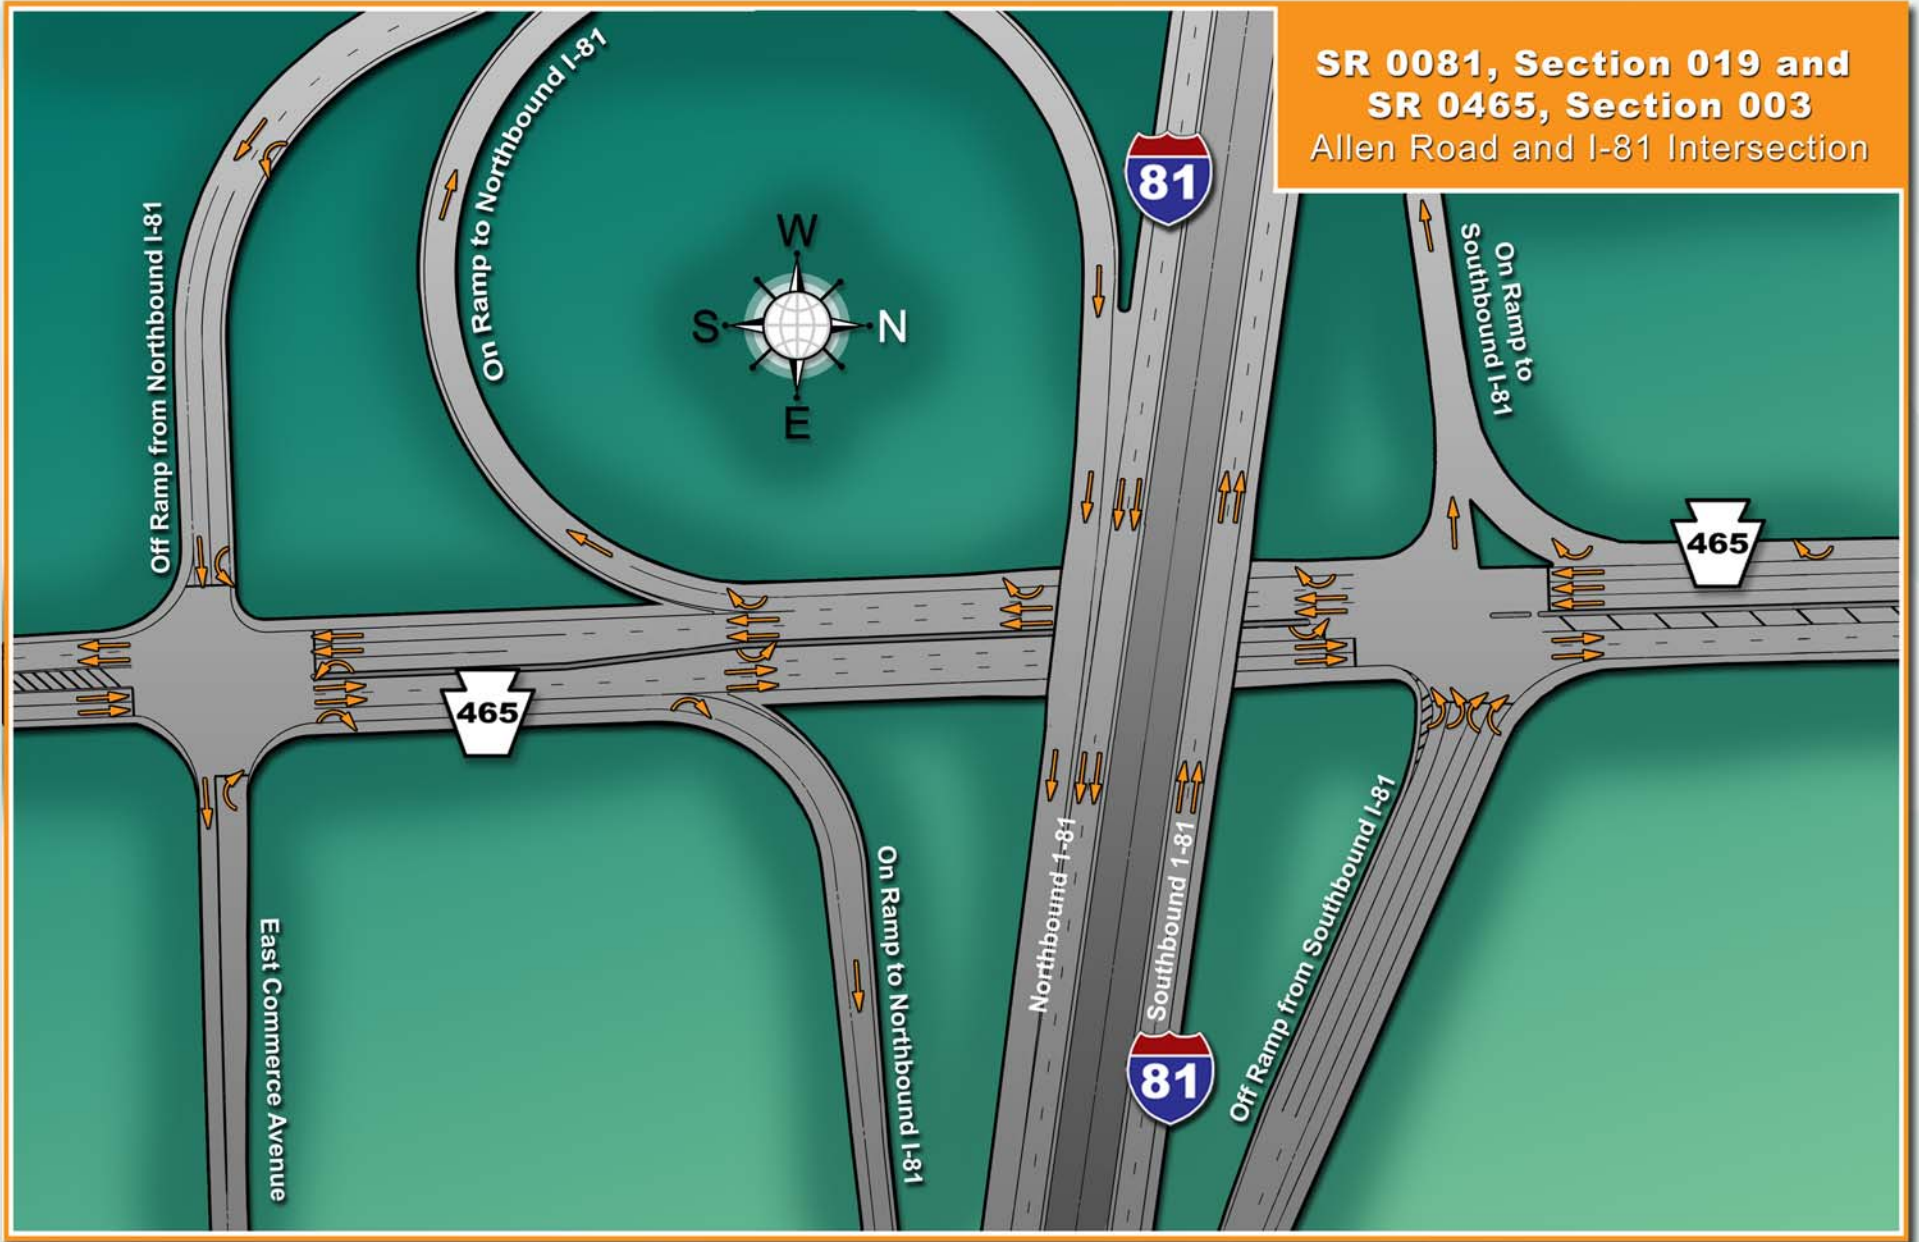 SR 0081, Section 019 and
SR 0465, Section 003
Allen Road and I-81 Intersection
Off Ramp from Northbound I-81
On Ramp to Northbound I-81
81
W
S
N
E
On Ramp to
Southbound I-81
465
465
East Commerce Avenue
On Ramp to Northbound I-81
Northbound 1-81
Southbound 1-81
81
Off Ramp from Southbound I-81